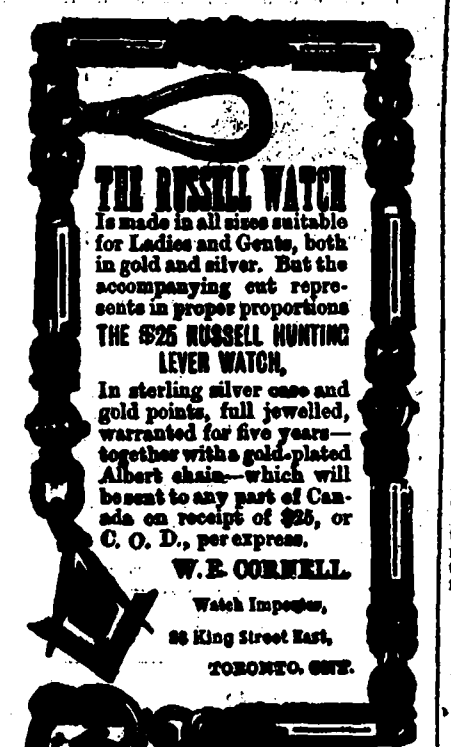 THE RUSSELL WATCH
Is made in all sizes suitable
for Ladies and Gents, both
in gold and silver. But the
accompanying cut repre-
sents in proper proportions
THE $25 RUSSELL HUNTING
LEVER WATCH,
In sterling silver case and
gold points, full jewelled,
warranted for five years—
together with a gold-plated
Albert chain—which will
be sent to any part of Can-
ada on receipt of $25, or
C. O. D., per express.
W. E. CORNELL.
Watch Importer,
King Street East,
TORONTO, ONT.